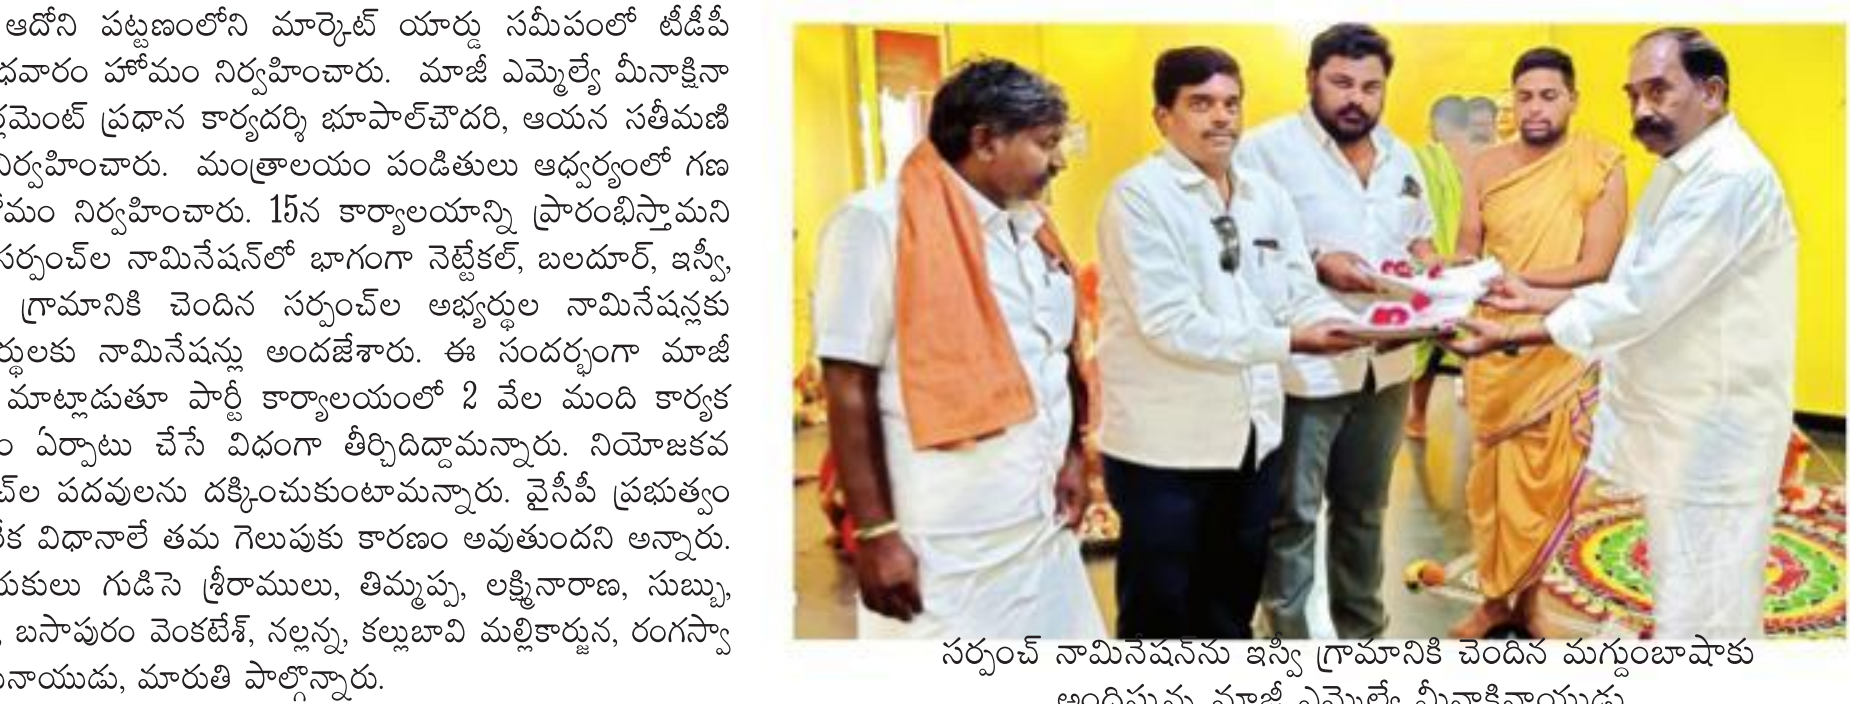 ఆదోని పట్టణంలోని మార్కెట్ యార్డు సమీపంలో టీడీపీ
ధవారం హోమం నిర్వహించారు. మాజీ ఎమ్మెల్యే మీనాక్షినా
ర్లమెంట్ ప్రధాన కార్యదర్శి భూపాల్‌చౌదరి, ఆయన సతీమణి
నిర్వహించారు. మంత్రాలయం పండితులు ఆధ్వర్యంలో గణ
హోమం నిర్వహించారు. 15న కార్యాలయాన్ని ప్రారంభిస్తామని
సర్పంచ్‌ల నామినేషన్‌లో భాగంగా నెట్టేకల్, బలదూర్, ఇస్వీ,
గ్రామానికి చెందిన సర్పంచ్‌ల అభ్యర్థుల నామినేషన్లకు
ర్థులకు నామినేషన్లు అందజేశారు. ఈ సందర్భంగా మాజీ
మాట్లాడుతూ పార్టీ కార్యాలయంలో 2 వేల మంది కార్యక
ఏర్పాటు చేసే విధంగా తీర్చిదిద్దామన్నారు. నియోజకవ
చ్‌ల పదవులను దక్కించుకుంటామన్నారు. వైసీపీ ప్రభుత్వం
క విధానాలే తమ గెలుపుకు కారణం అవుతుందని అన్నారు.
యకులు గుడిసె శ్రీరాములు, తిమ్మప్ప, లక్ష్మినారాణ, సుబ్బు,
, బసాపురం వెంకటేశ్, నల్లన్న, కల్లుబావి మల్లికార్జున, రంగస్వా
నాయుడు, మారుతి పాల్గొన్నారు.
సర్పంచ్ నామినేషన్‌ను ఇస్వీ గ్రామానికి చెందిన మగ్దుంబాషాకు
అందిస్తున్న మాజీ ఎమ్మెల్యే మీనాక్షినాయుడు